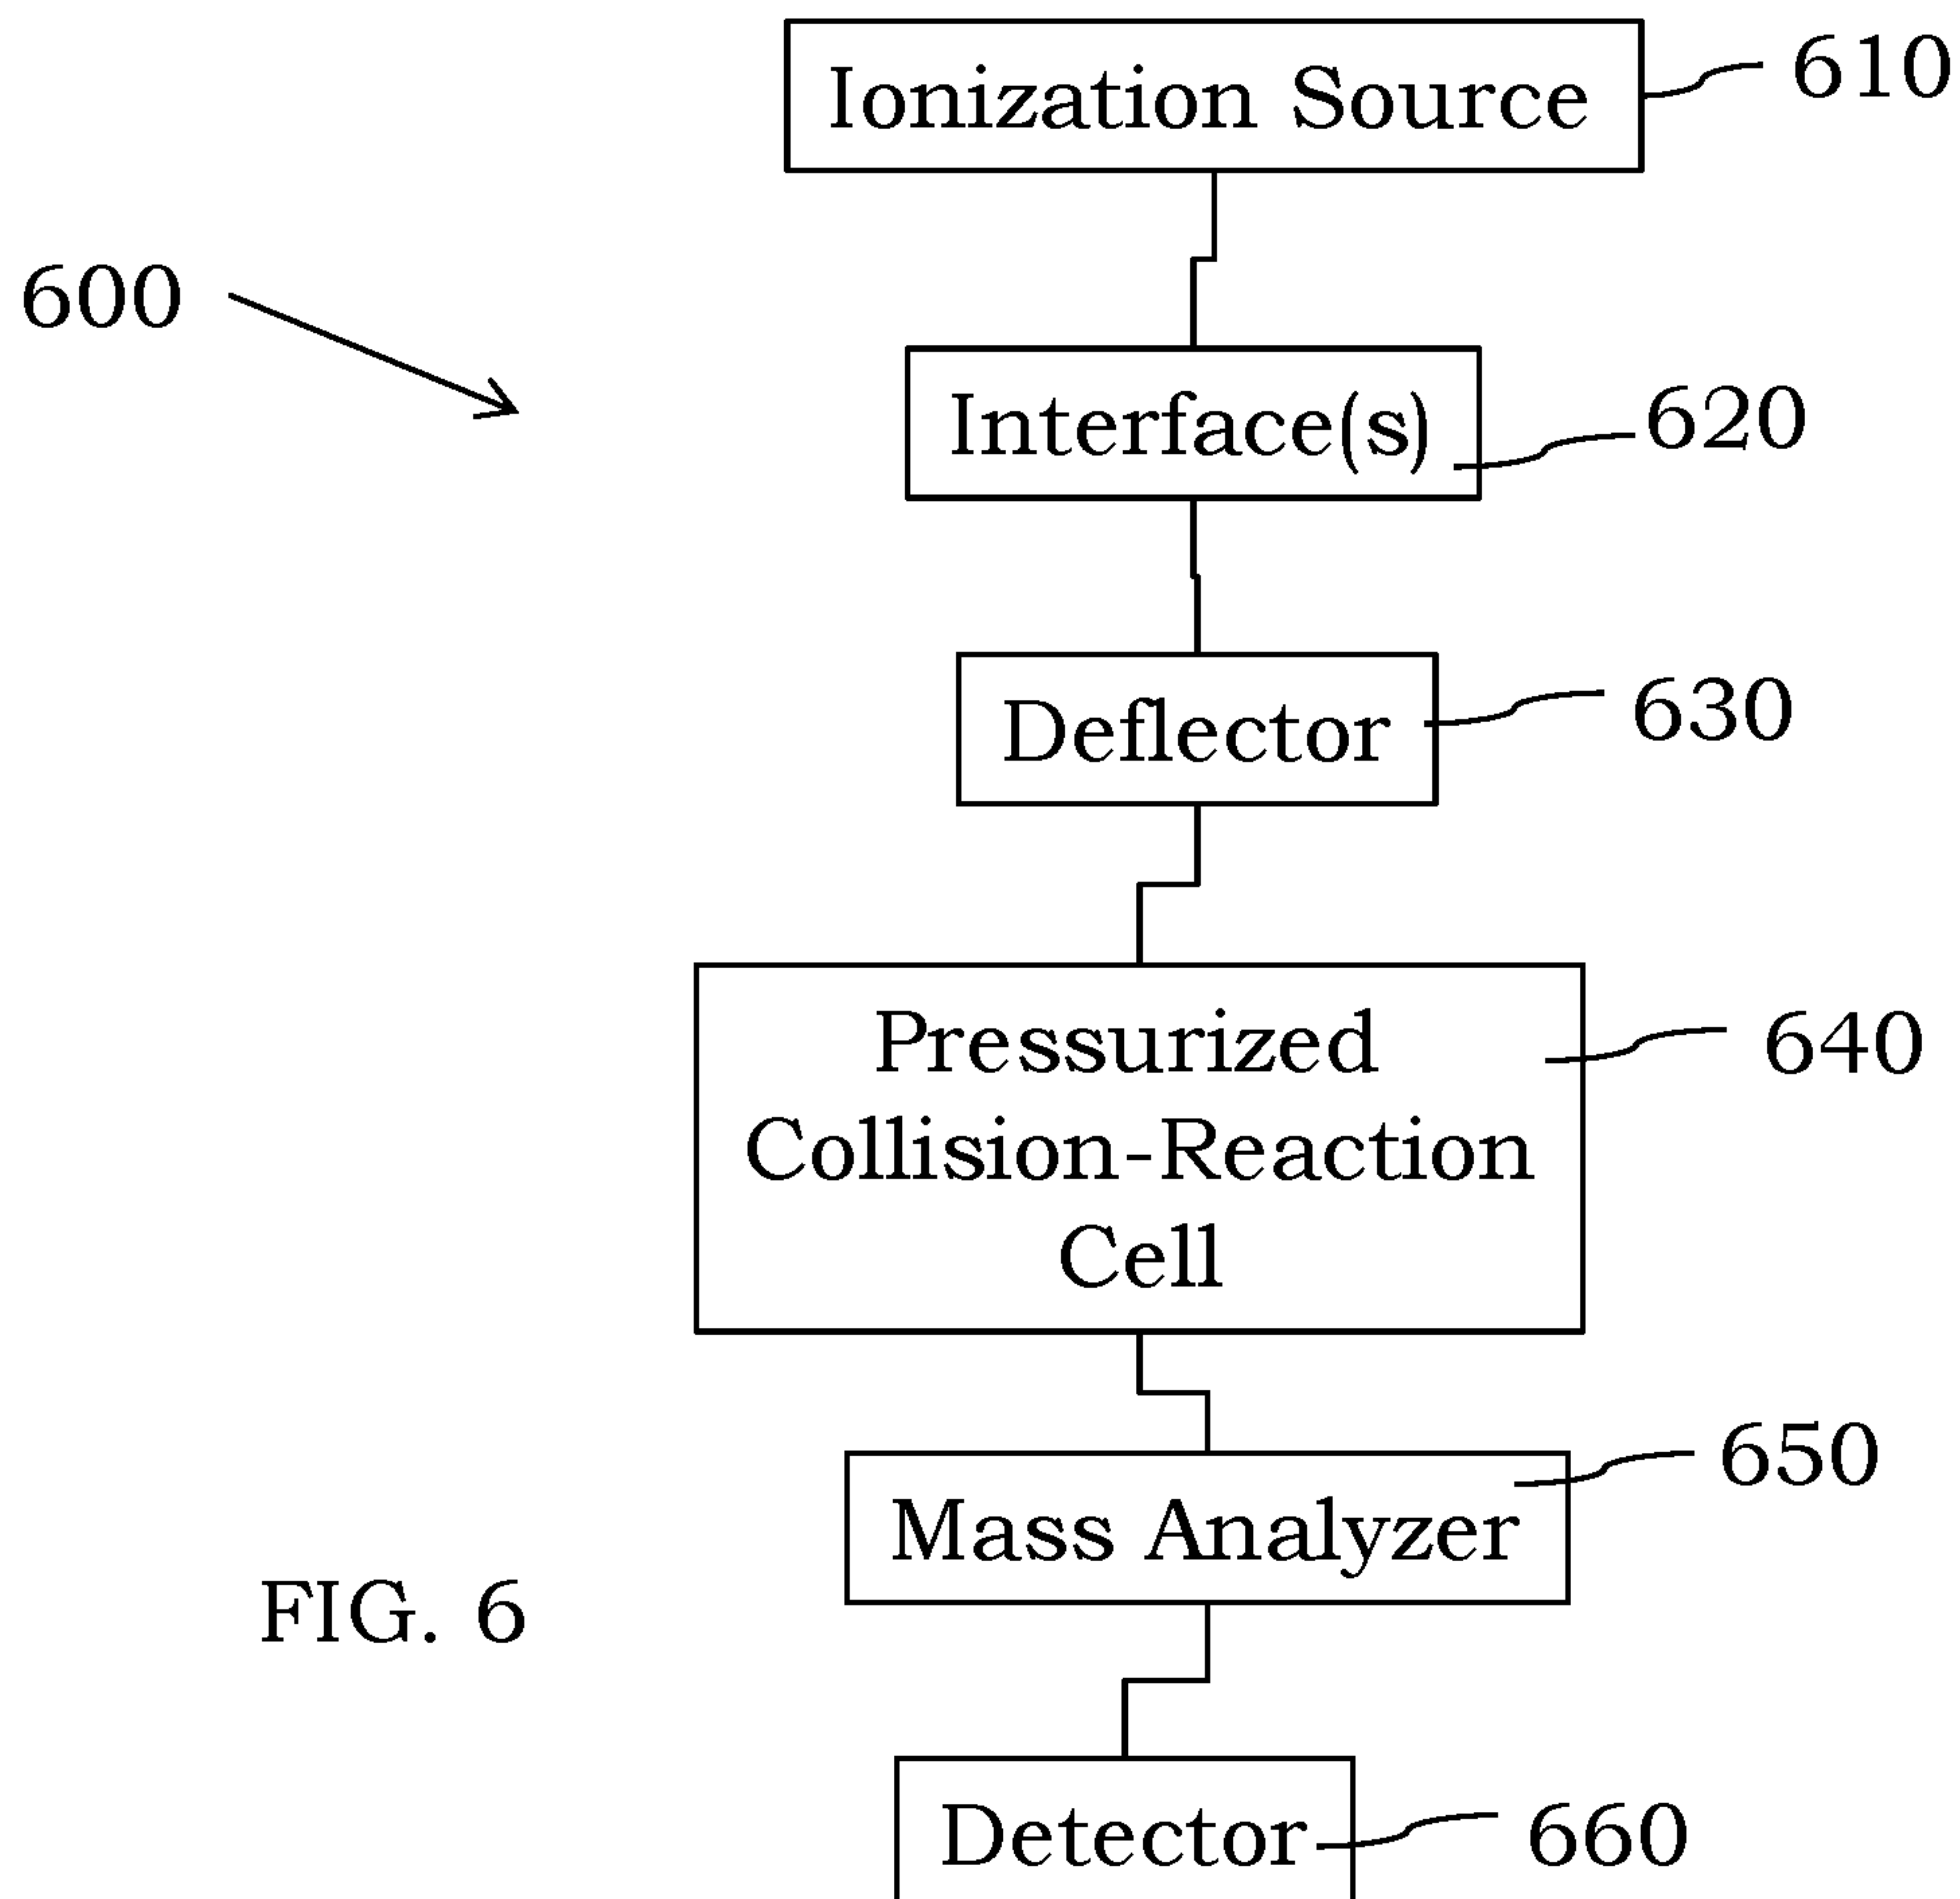 Ionization Source
610
600
Interface(s)
620
Deflector
630
Pressurized
Collision-Reaction
Cell
640
Mass Analyzer
650
FIG. 6
Detector
660